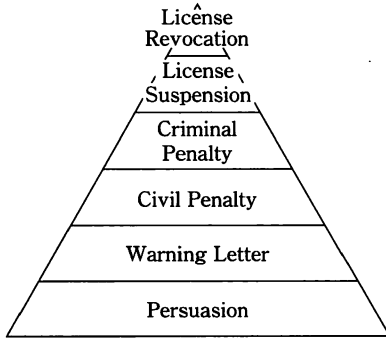 License
Revocation
License
Suspension
Criminal
Penalty
Civil Penalty
Warning Letter
Persuasion